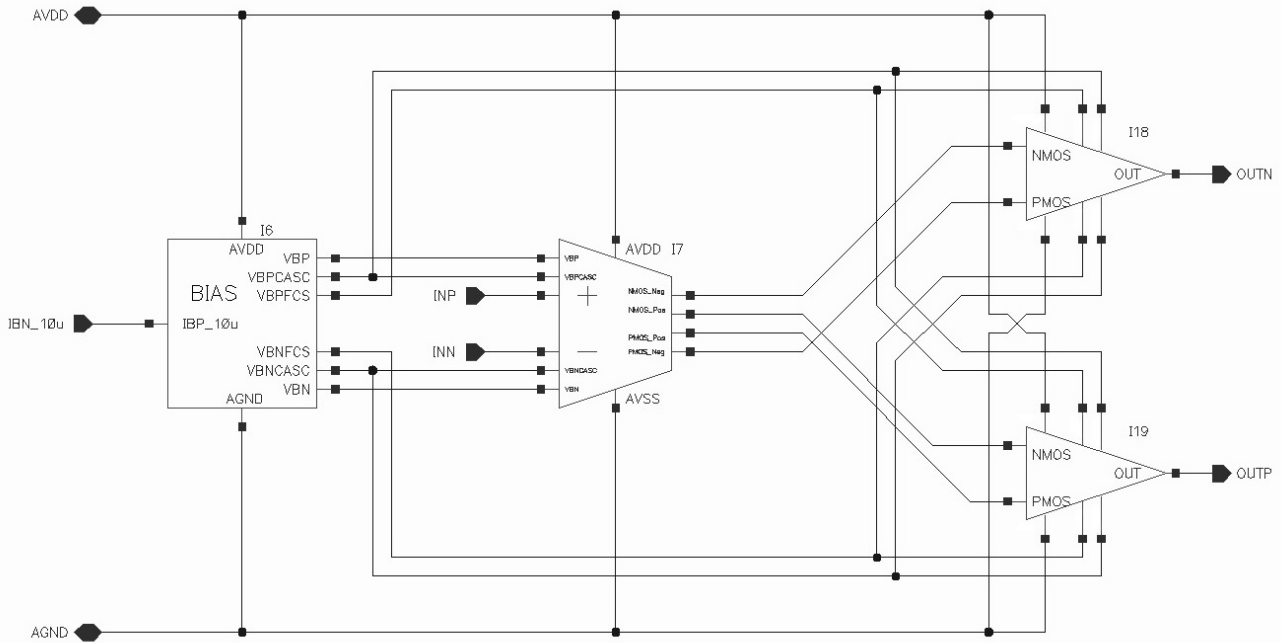 AVDD
I18
NMOS
OUT
OUTN
PMOS
I6
AVDD
AVDD I7
VBP
VBPCASC
VBPFCS
BIAS
IBN_10u
IBP_10u
VBNFCS
VBNCASC
VBN
AGND
INP
INN
VBP
VBPCASC
+
—
VBNCASC
VBN
NMOS_Neg
NMOS_Pos
PMOS_Pos
PMOS_Neg
AVSS
I19
NMOS
OUT
OUTP
PMOS
AGND